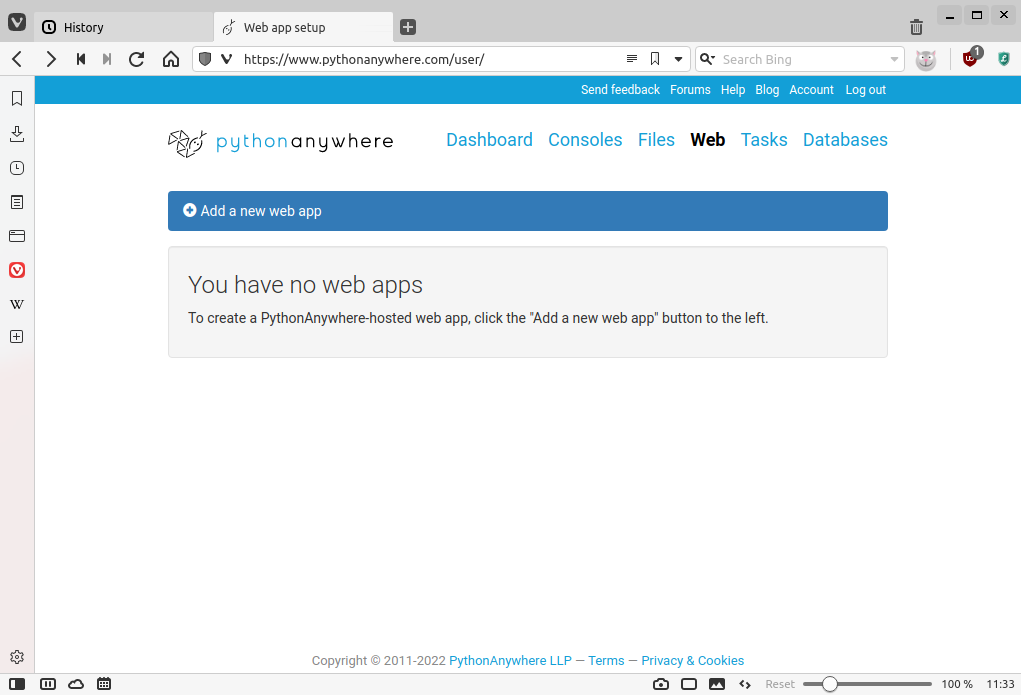 History
Web app setup
https://www.pythonanywhere.com/user/
Search Bing
1
Send feedback Forums Help Blog Account Log out
pythonanywhere
Dashboard Consoles Files Web Tasks Databases
Add a new web app
You have no web apps
To create a PythonAnywhere-hosted web app, click the "Add a new web app" button to the left.
W
Copyright © 2011-2022 PythonAnywhere LLP — Terms — Privacy & Cookies
Reset 100 % 11:33